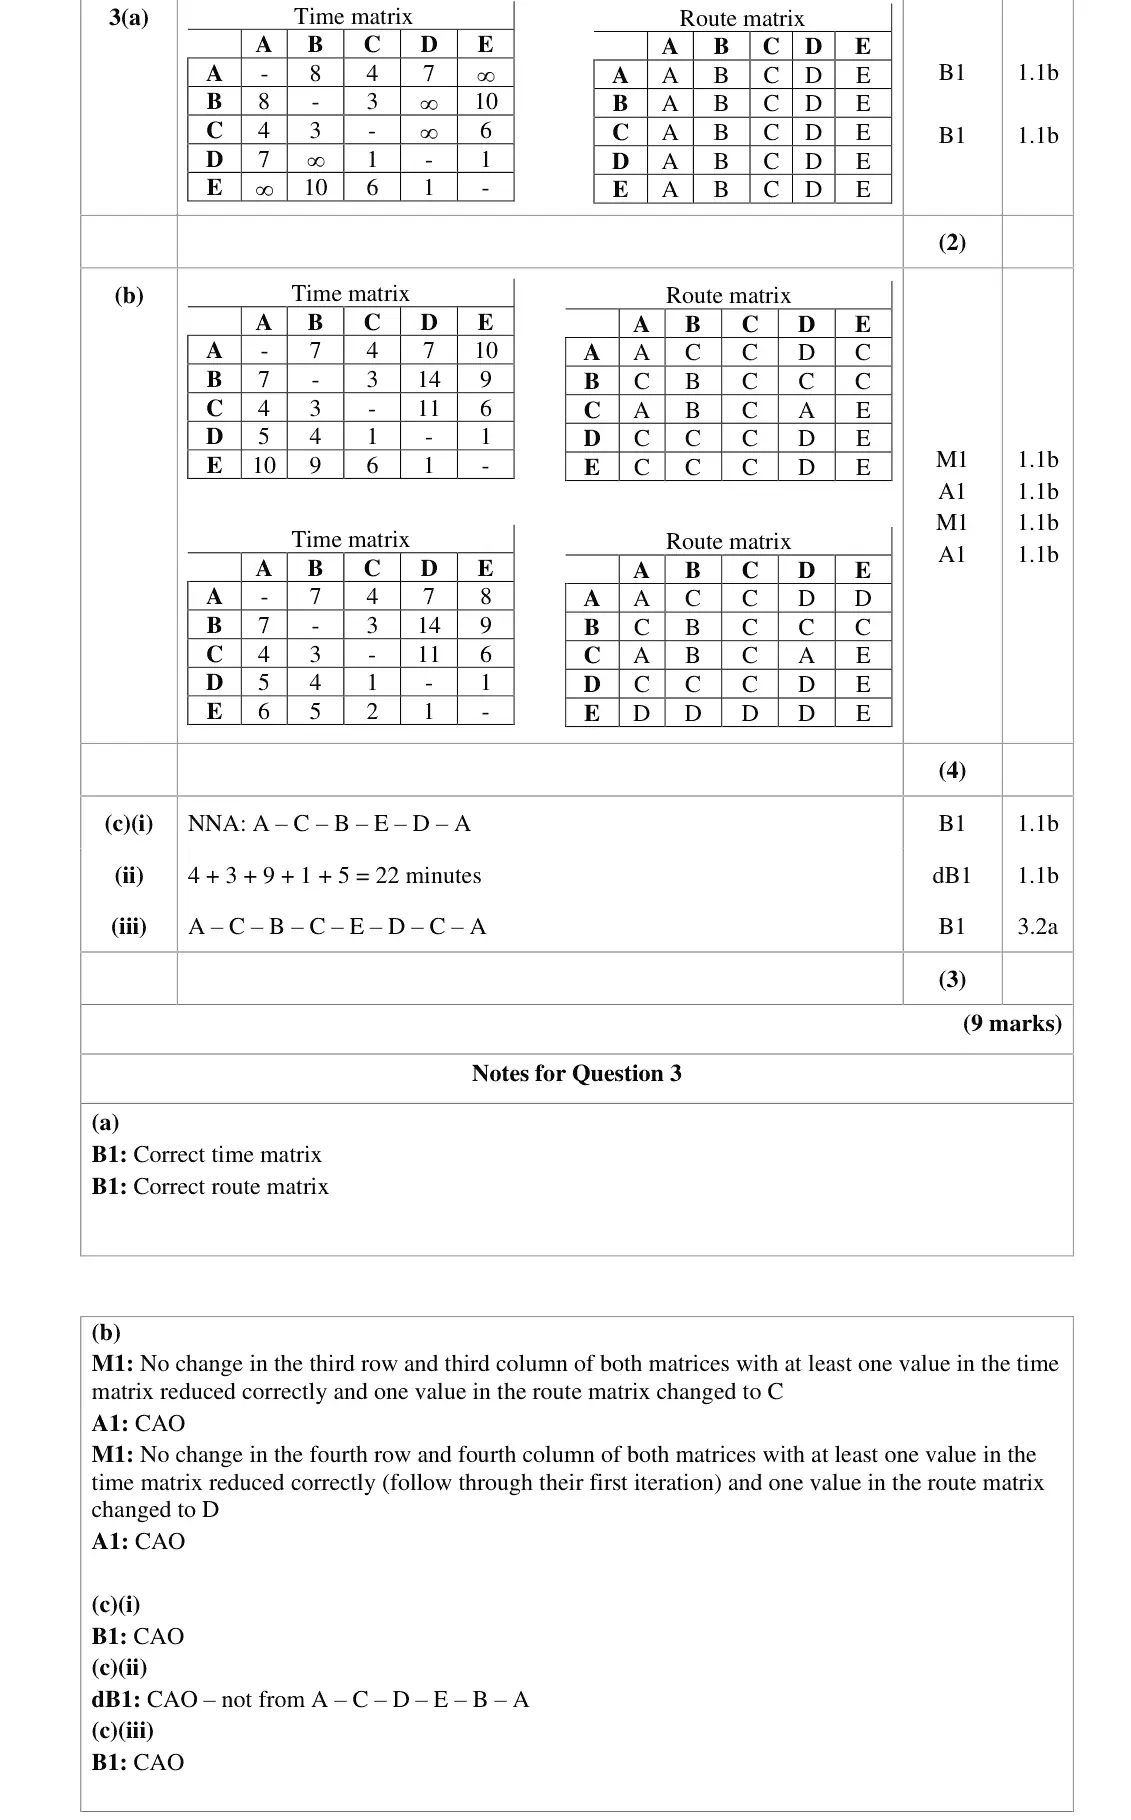 3(a) Time matrix Route matrix
A B C D E A B C D E
A - 8 4 7 ∞ A A B C D E B1 1.1b
B 8 - 3 ∞ 10 B A B C D E
C 4 3 - ∞ 6 C A B C D E B1 1.1b
D 7 ∞ 1 - 1 D A B C D E
E ∞ 10 6 1 - E A B C D E
(2)
(b) Time matrix Route matrix
A B C D E A B C D E
A - 7 4 7 10 A A C C D C
B 7 - 3 14 9 B C B C C C
C 4 3 - 11 6 C A B C A E
D 5 4 1 - 1 D C C C D E
E 10 9 6 1 - E C C C D E
M1 1.1b
A1 1.1b
M1 1.1b
A1 1.1b
Time matrix Route matrix
A B C D E A B C D E
A - 7 4 7 8 A A C C D D
B 7 - 3 14 9 B C B C C C
C 4 3 - 11 6 C A B C A E
D 5 4 1 - 1 D C C C D E
E 6 5 2 1 - E D D D D E
(4)
(c)(i) NNA: A – C – B – E – D – A B1 1.1b
(ii) 4 + 3 + 9 + 1 + 5 = 22 minutes dB1 1.1b
(iii) A – C – B – C – E – D – C – A B1 3.2a
(3)
(9 marks)
Notes for Question 3
(a)
B1: Correct time matrix
B1: Correct route matrix
(b)
M1: No change in the third row and third column of both matrices with at least one value in the time
matrix reduced correctly and one value in the route matrix changed to C
A1: CAO
M1: No change in the fourth row and fourth column of both matrices with at least one value in the
time matrix reduced correctly (follow through their first iteration) and one value in the route matrix
changed to D
A1: CAO
(c)(i)
B1: CAO
(c)(ii)
dB1: CAO – not from A – C – D – E – B – A
(c)(iii)
B1: CAO